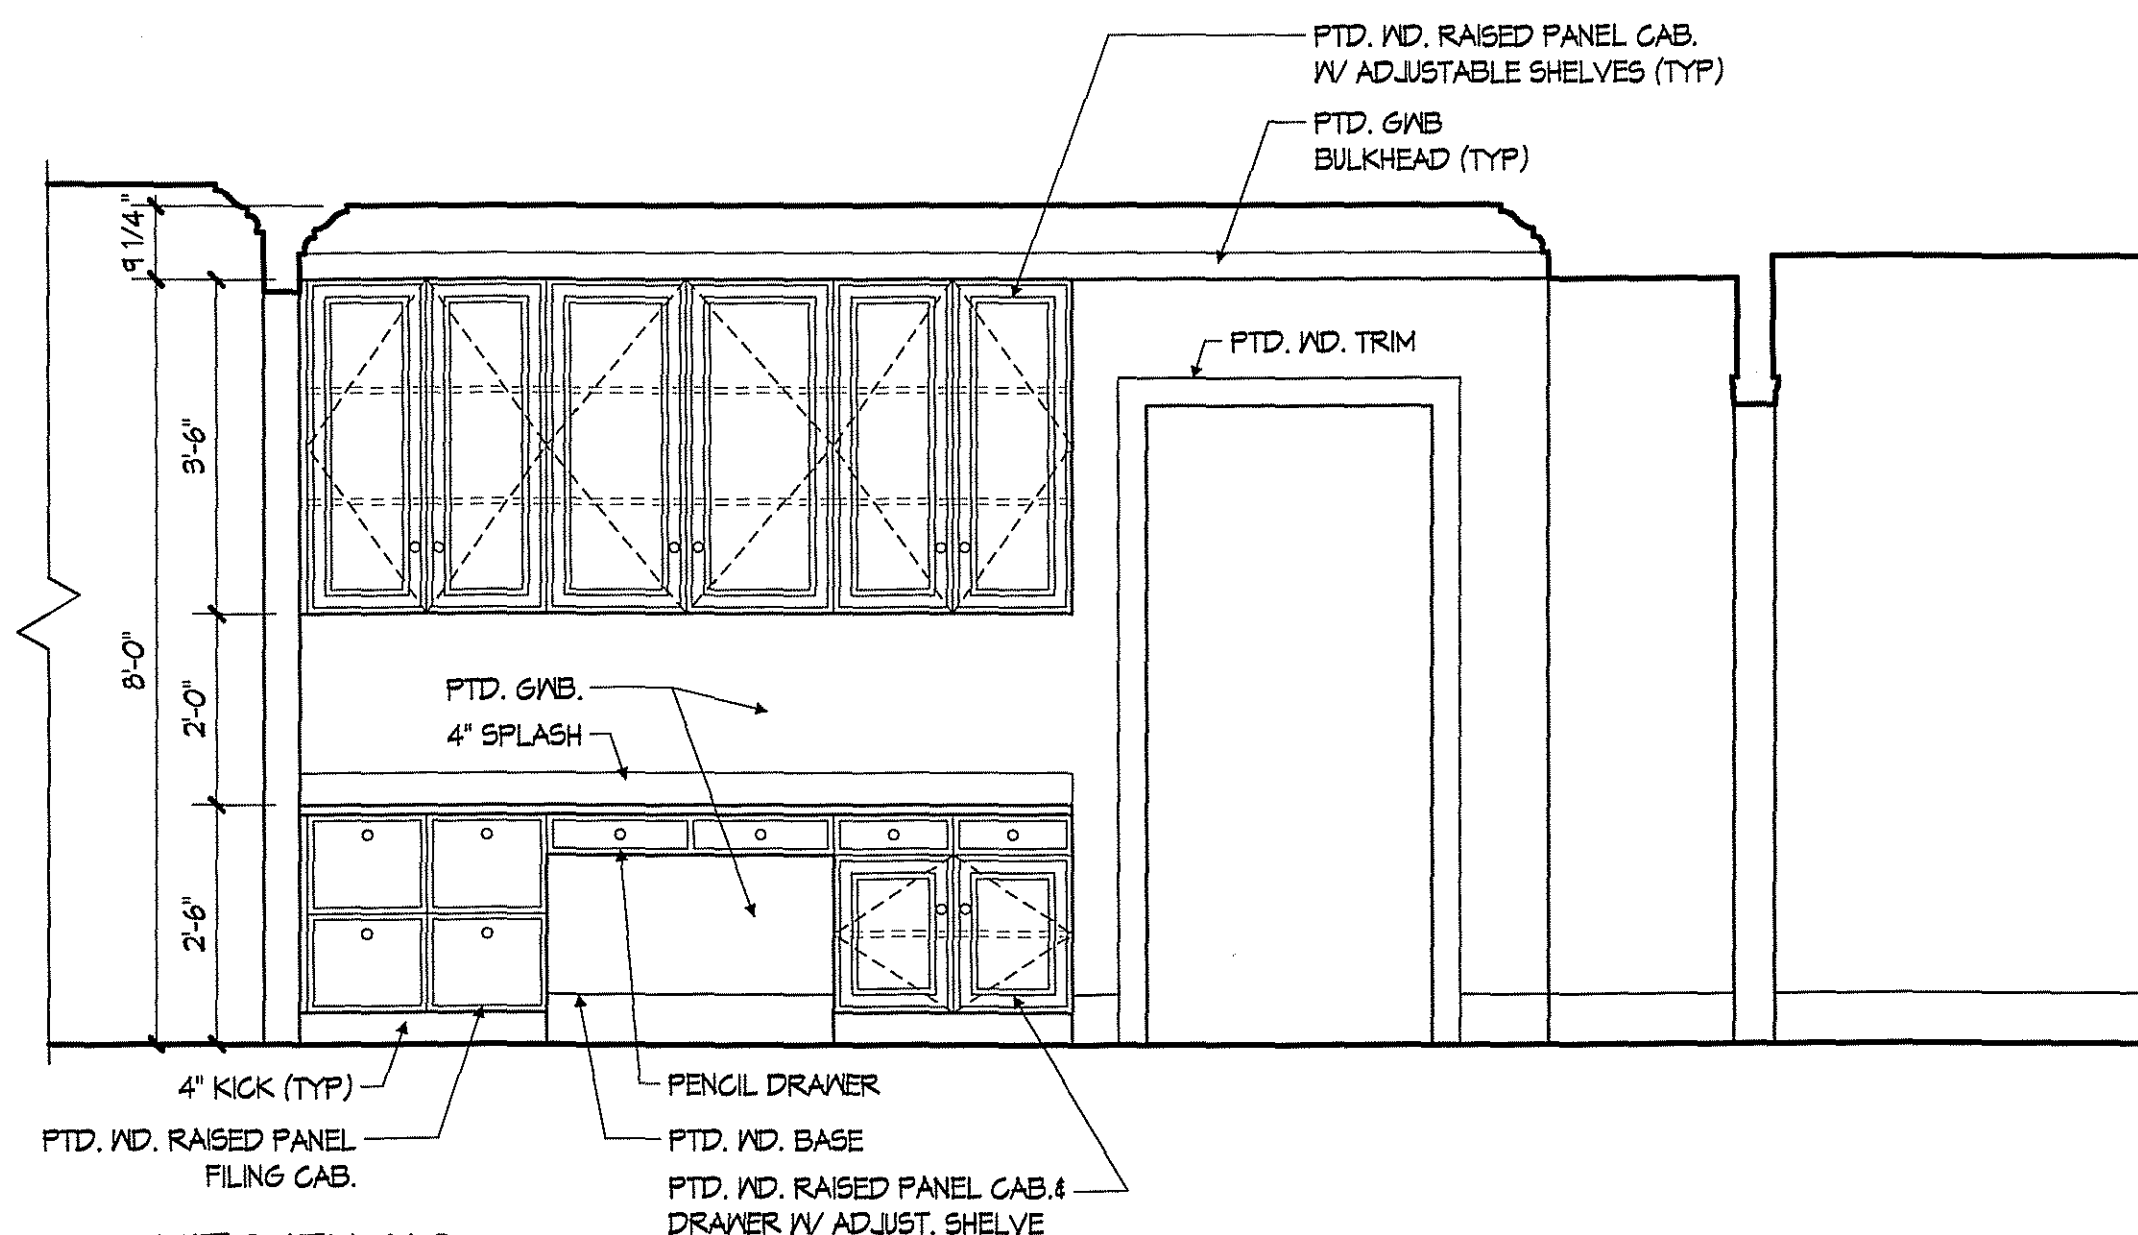 PTD. WD. RAISED PANEL CAB.
W/ ADJUSTABLE SHELVES (TYP)
PTD. GWB
BULKHEAD (TYP)
9 1/4"
PTD. WD. TRIM
3'-6"
8'-0"
2'-0"
PTD. GWB.
4" SPLASH
2'-6"
4" KICK (TYP)
PENCIL DRAWER
PTD. WD. RAISED PANEL
FILING CAB.
PTD. WD. BASE
PTD. WD. RAISED PANEL CAB.&
DRAWER W/ ADJUST. SHELVE